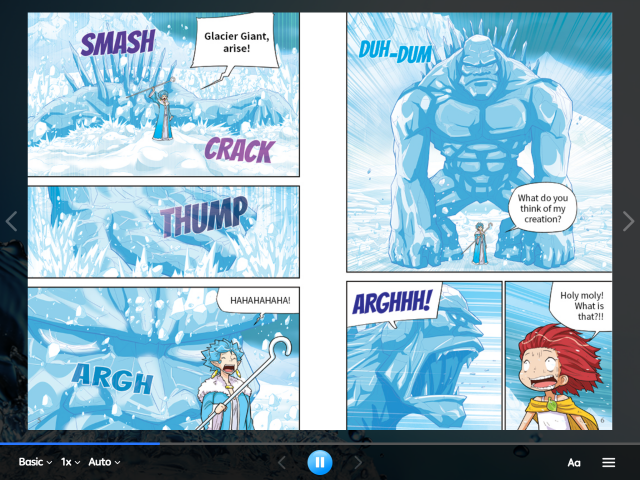 SMASH
Glacier Giant,
arise!
CRACK
THUMP
HAHAHAHAHA!
ARGH
DUH-DUM
What do you
think of my
creation?
ARGHHH!
Holy moly!
What is
that?!!
6
Basic 1x Auto
Aa